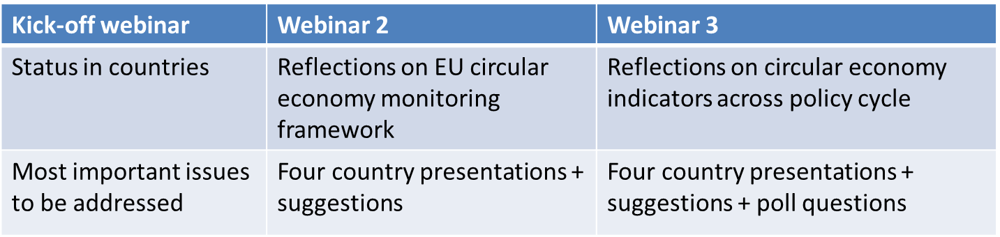 Kick-off webinar
Webinar 2
Webinar 3
Status in countries
Reflections on EU circular
economy monitoring
framework
Reflections on circular economy
indicators across policy cycle
Most important issues
to be addressed
Four country presentations +
suggestions
Four country presentations +
suggestions + poll questions